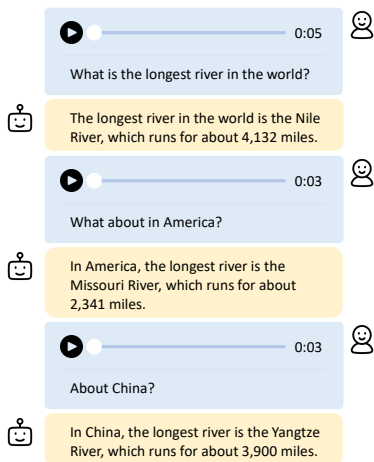 0:05
What is the longest river in the world?
The longest river in the world is the Nile
River, which runs for about 4,132 miles.
0:03
What about in America?
In America, the longest river is the
Missouri River, which runs for about
2,341 miles.
0:03
About China?
In China, the longest river is the Yangtze
River, which runs for about 3,900 miles.